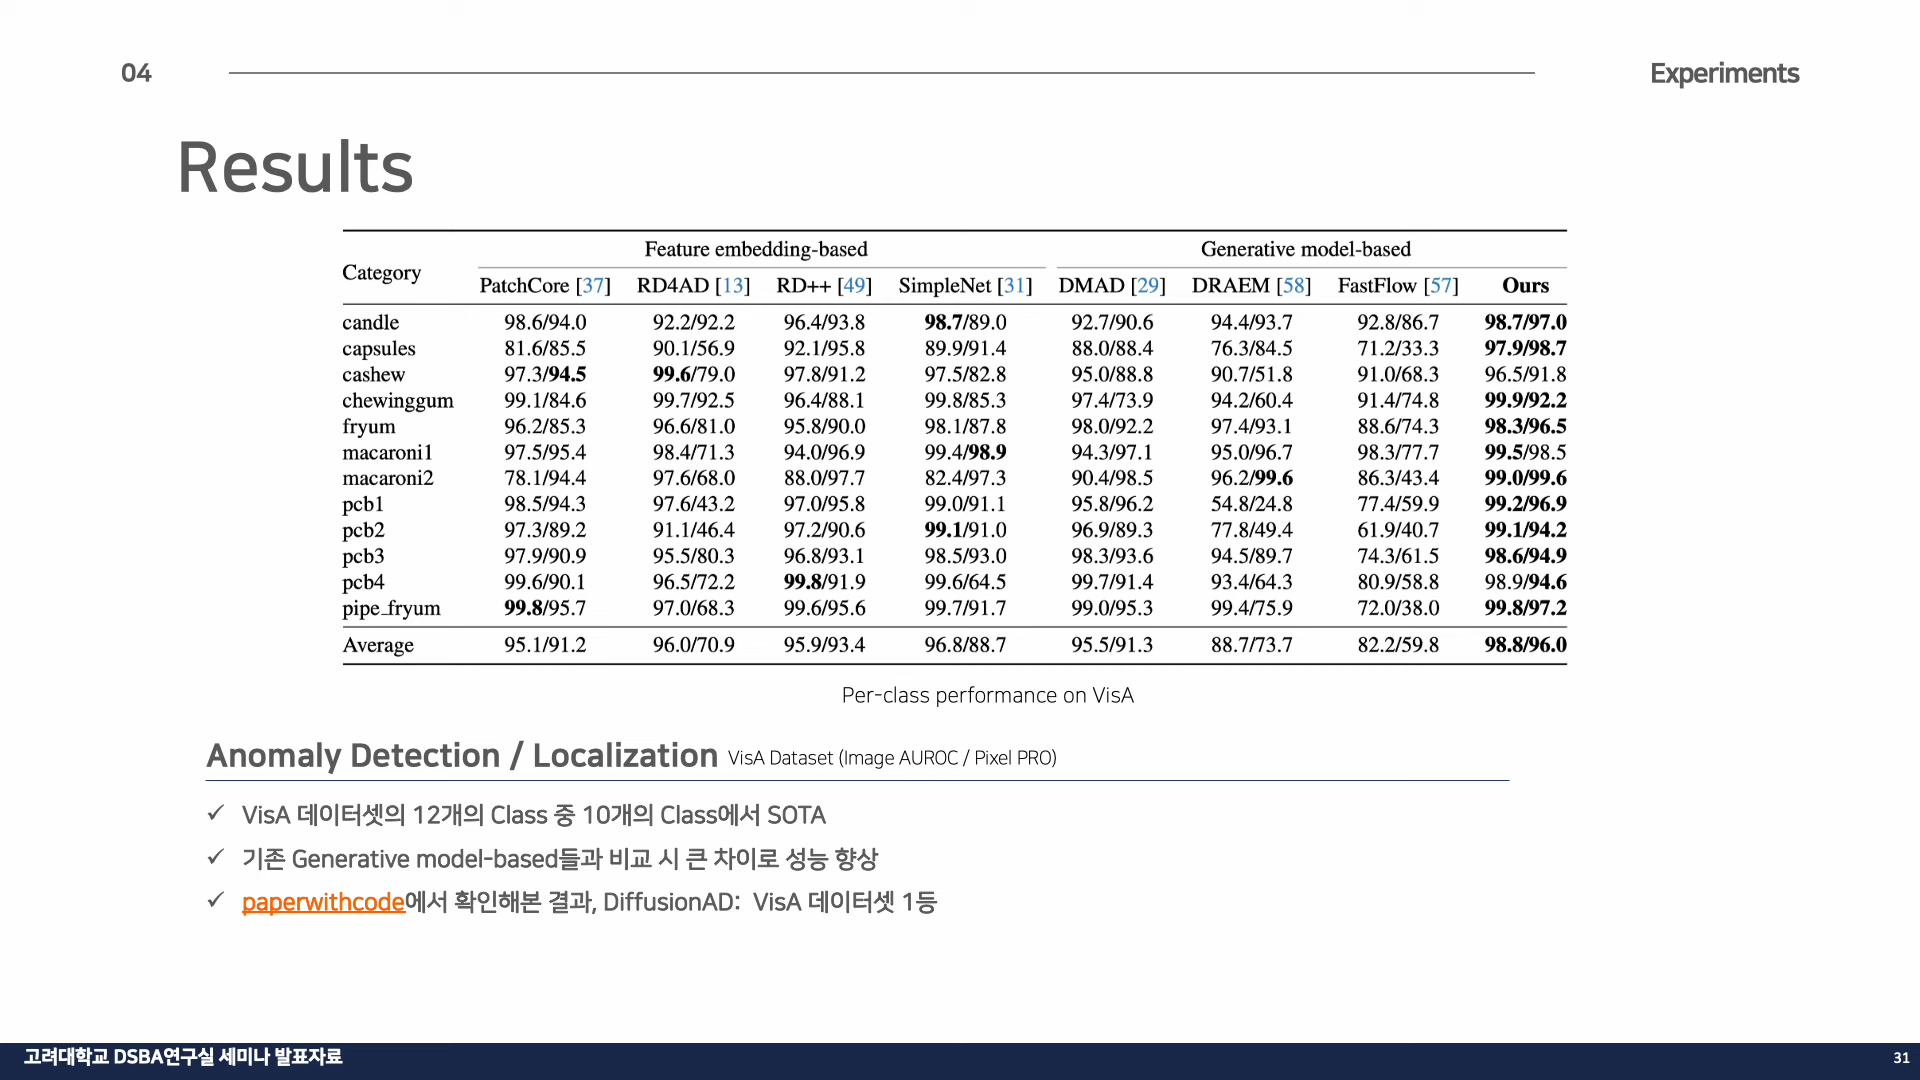 04
Experiments
Results
Category Feature embedding-based Generative model-based
PatchCore [37] RD4AD [13] RD++ [49] SimpleNet [31] DMAD [29] DRAEM [58] FastFlow [57] Ours
candle 98.6/94.0 92.2/92.2 96.4/93.8 98.7/89.0 92.7/90.6 94.4/93.7 92.8/86.7 98.7/97.0
capsules 81.6/85.5 90.1/56.9 92.1/95.8 89.9/91.4 88.0/88.4 76.3/84.5 71.2/33.3 97.9/98.7
cashew 97.3/94.5 99.6/79.0 97.8/91.2 97.5/82.8 95.0/88.8 90.7/51.8 91.0/68.3 96.5/91.8
chewinggum 99.1/84.6 99.7/92.5 96.4/88.1 99.8/85.3 97.4/73.9 94.2/60.4 91.4/74.8 99.9/92.2
fryum 96.2/85.3 96.6/81.0 95.8/90.0 98.1/87.8 98.0/92.2 97.4/93.1 88.6/74.3 98.3/96.5
macaroni1 97.5/95.4 98.4/71.3 94.0/96.9 99.4/98.9 94.3/97.1 95.0/96.7 98.3/77.7 99.5/98.5
macaroni2 78.1/94.4 97.6/68.0 88.0/97.7 82.4/97.3 90.4/98.5 96.2/99.6 86.3/43.4 99.0/99.6
pcb1 98.5/94.3 97.6/43.2 97.0/95.8 99.0/91.1 95.8/96.2 54.8/24.8 77.4/59.9 99.2/96.9
pcb2 97.3/89.2 91.1/46.4 97.2/90.6 99.1/91.0 96.9/89.3 77.8/49.4 61.9/40.7 99.1/94.2
pcb3 97.9/90.9 95.5/80.3 96.8/93.1 98.5/93.0 98.3/93.6 94.5/89.7 74.3/61.5 98.6/94.9
pcb4 99.6/90.1 96.5/72.2 99.8/91.9 99.6/64.5 99.7/91.4 93.4/64.3 80.9/58.8 98.9/94.6
pipe_fryum 99.8/95.7 97.0/68.3 99.6/95.6 99.7/91.7 99.0/95.3 99.4/75.9 72.0/38.0 99.8/97.2
Average 95.1/91.2 96.0/70.9 95.9/93.4 96.8/88.7 95.5/91.3 88.7/73.7 82.2/59.8 98.8/96.0
Per-class performance on VisA
Anomaly Detection / Localization VisA Dataset (Image AUROC / Pixel PRO)
✓ VisA 데이터셋의 12개의 Class 중 10개의 Class에서 SOTA
✓ 기존 Generative model-based들과 비교 시 큰 차이로 성능 향상
✓ paperwithcode에서 확인해본 결과, DiffusionAD: VisA 데이터셋 1등
고려대학교 DSBA연구실 세미나 발표자료
31